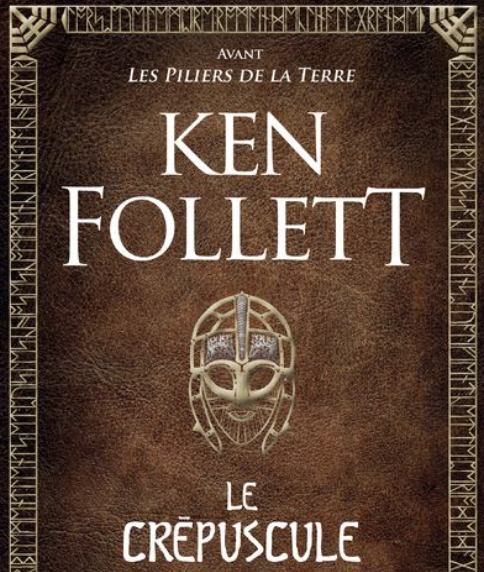 AVANT
LES PILIERS DE LA TERRE
KEN
FOLLETT
LE
CRÉPUSCULE